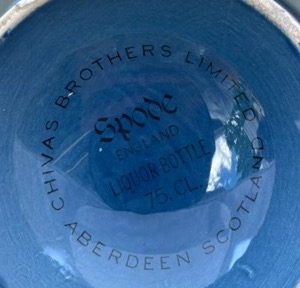 CHIVAS BROTHERS LIMITED
Spode
ENGLAND
LIQUOR BOTTLE
75. CL.
ABERDEEN SCOTLAND